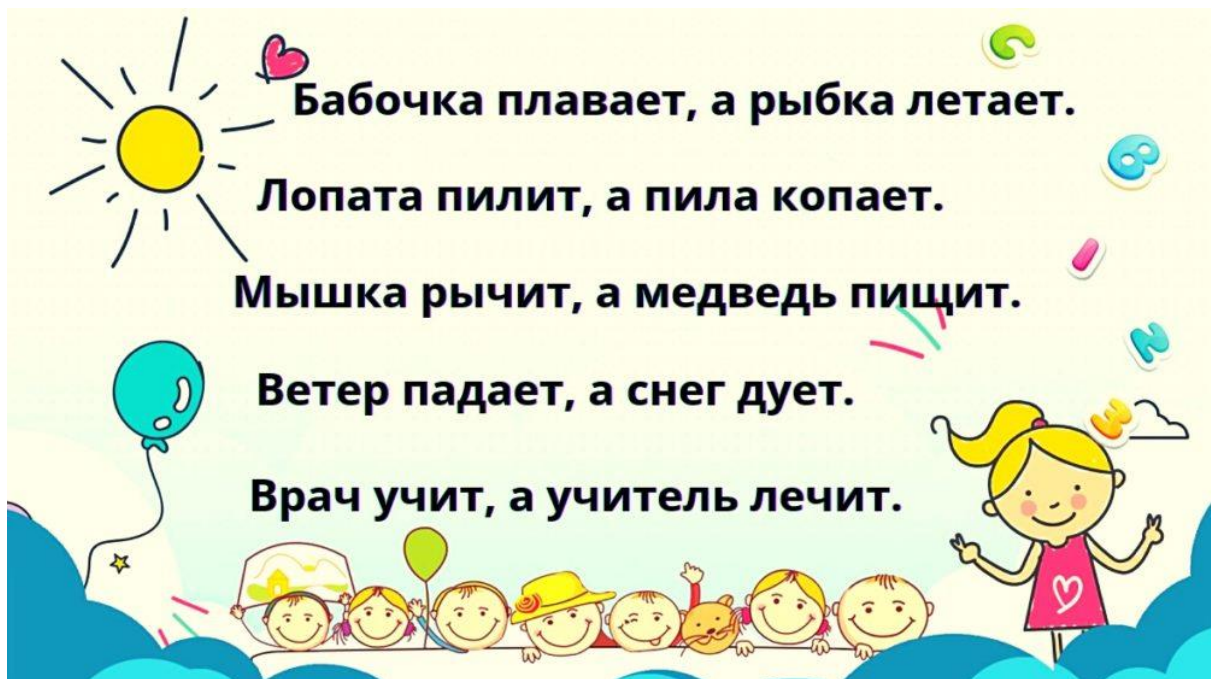 Бабочка плавает, а рыбка летает.
Лопата пилит, а пила копает.
Мышка рычит, а медведь пищит.
Ветер падает, а снег дует.
Врач учит, а учитель лечит.